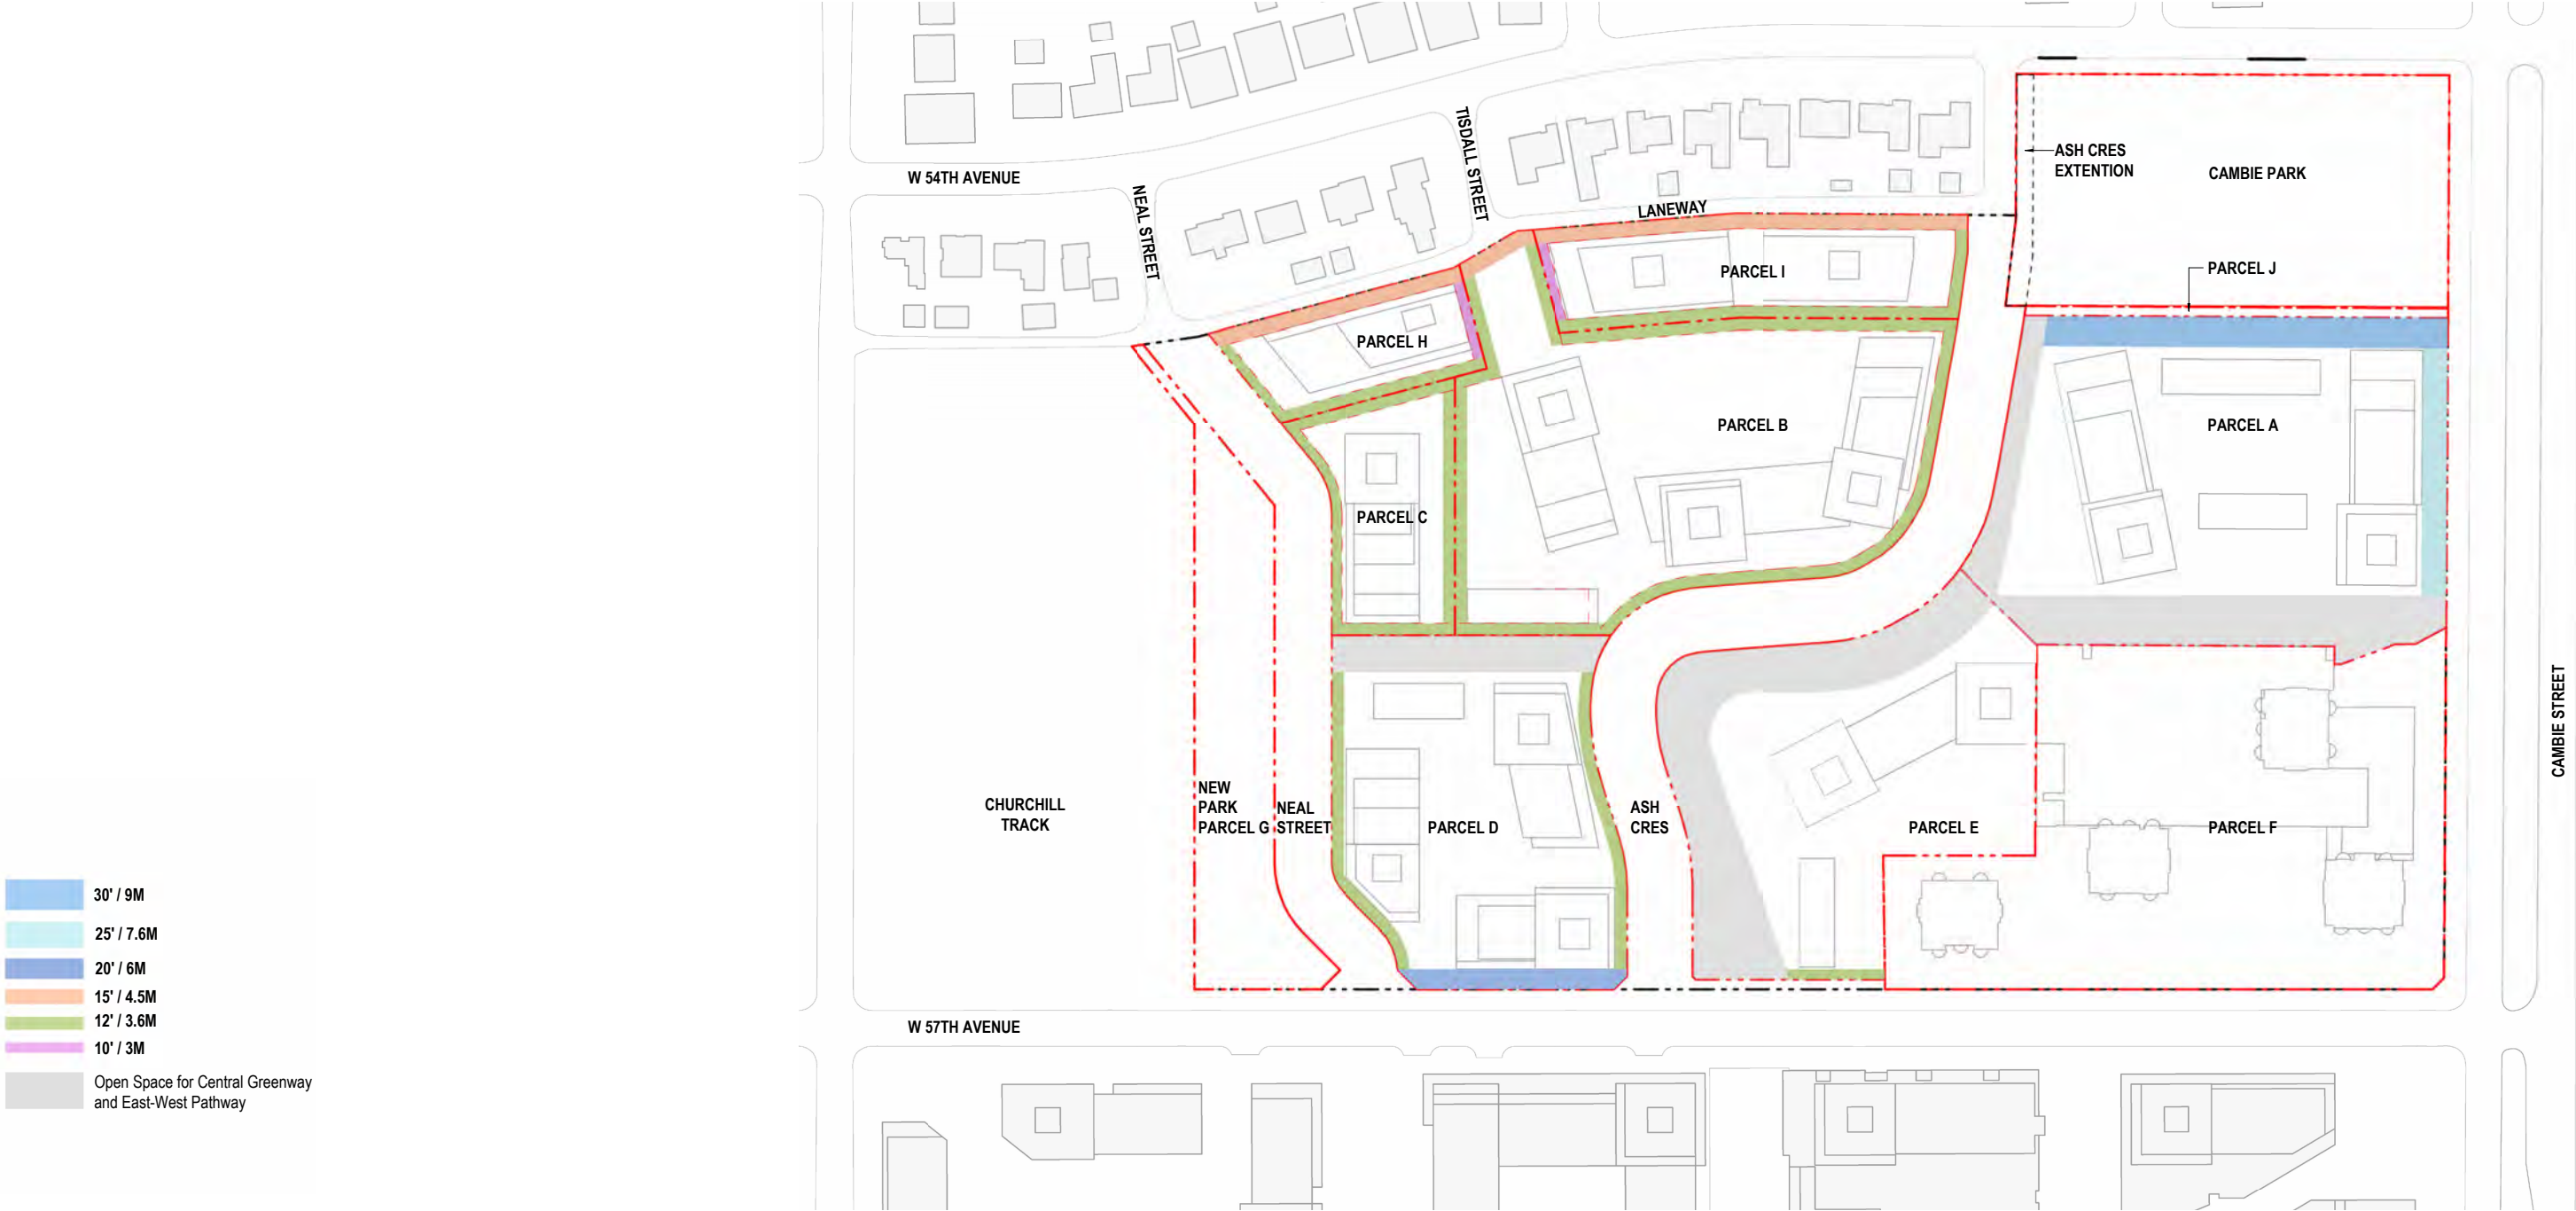 W 54TH AVENUE
NEAL STREET
TISDALL STREET
LANEWAY
ASH CRES
EXTENTION
CAMBIE PARK
PARCEL J
PARCEL I
PARCEL H
PARCEL B
PARCEL A
PARCEL C
CAMBIE STREET
CHURCHILL
TRACK
NEW
PARK
PARCEL G
NEAL
STREET
PARCEL D
ASH
CRES
PARCEL E
PARCEL F
W 57TH AVENUE
30' / 9M
25' / 7.6M
20' / 6M
15' / 4.5M
12' / 3.6M
10' / 3M
Open Space for Central Greenway
and East-West Pathway